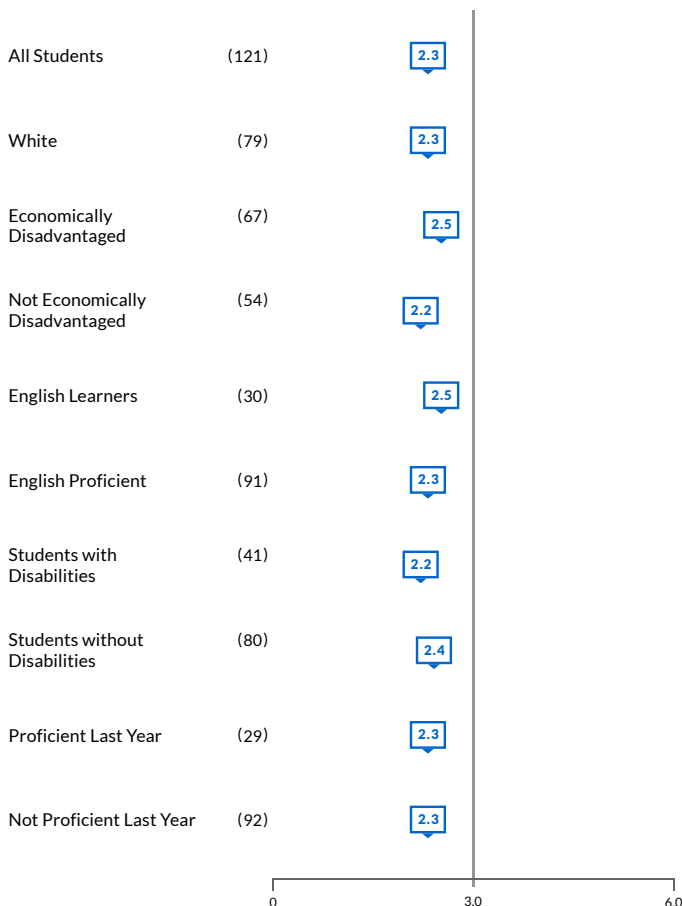 All Students (121) 2.3
White (79) 2.3
Economically (67) 2.5
Disadvantaged
Not Economically (54) 2.2
Disadvantaged
English Learners (30) 2.5
English Proficient (91) 2.3
Students with (41) 2.2
Disabilities
Students without (80) 2.4
Disabilities
Proficient Last Year (29) 2.3
Not Proficient Last Year (92) 2.3
0 3.0 6.0